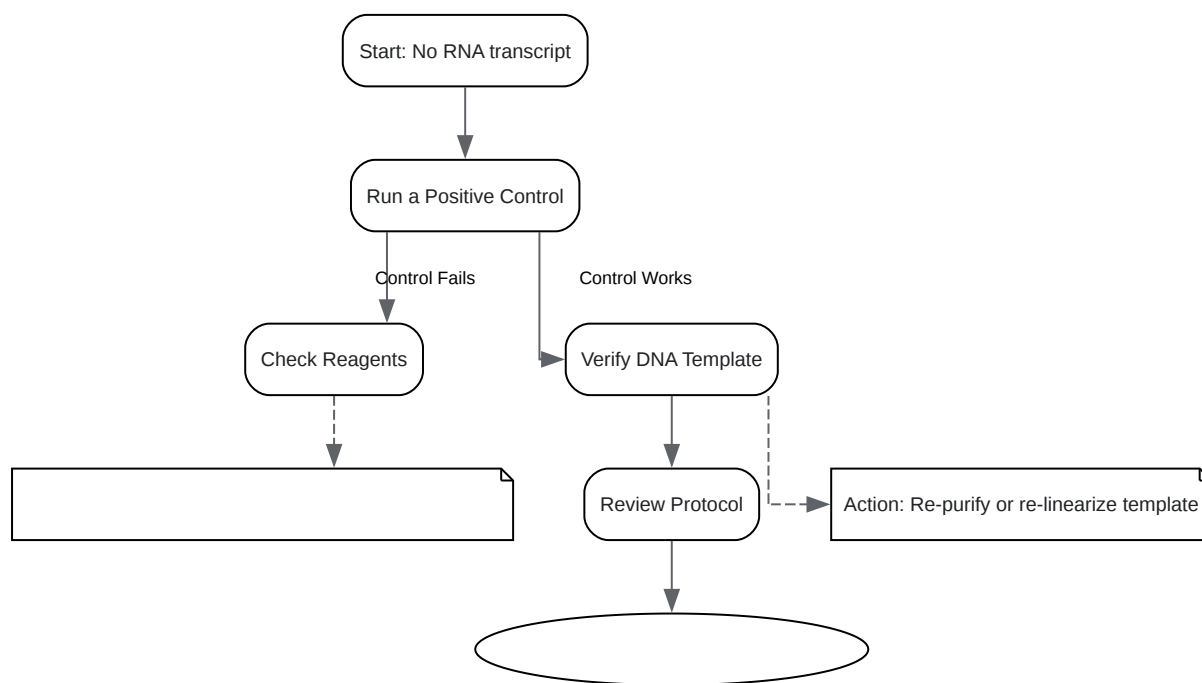 Start: No RNA transcript
Run a Positive Control
Control Fails
Control Works
Check Reagents
Verify DNA Template
Review Protocol
Action: Re-purify or re-linearize template